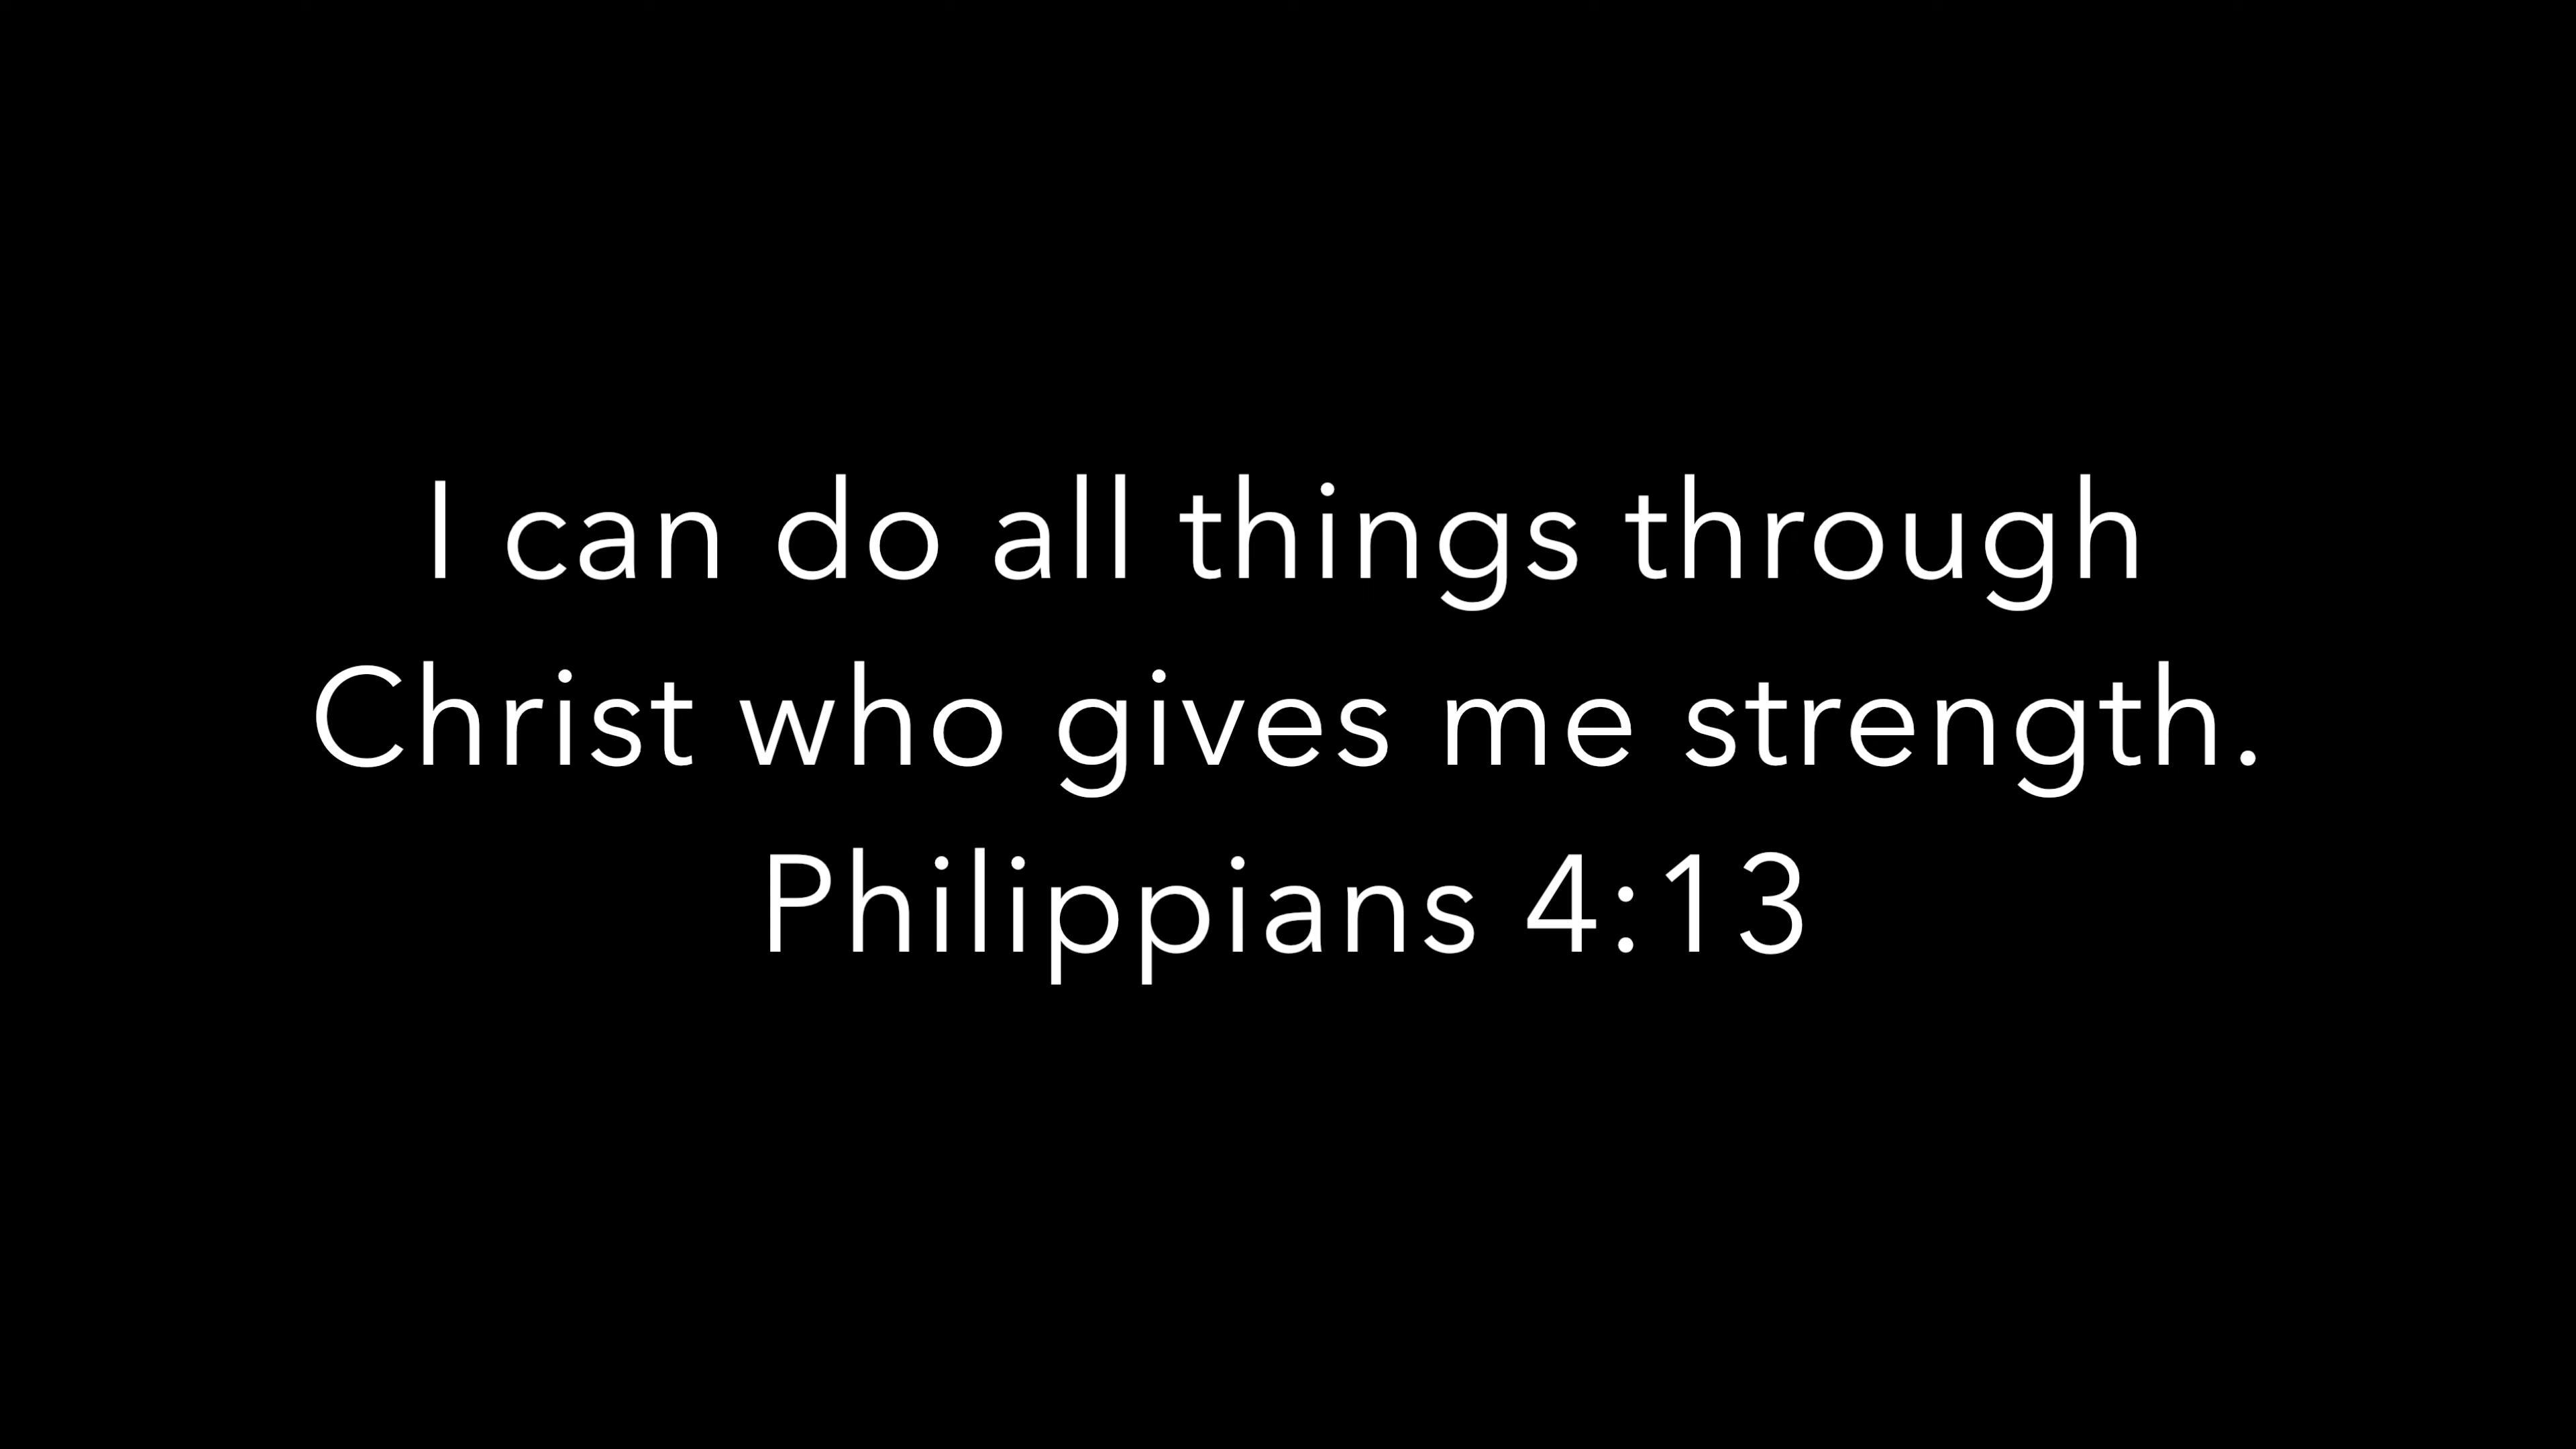 I can do all things through
Christ who gives me strength.
Philippians 4:13